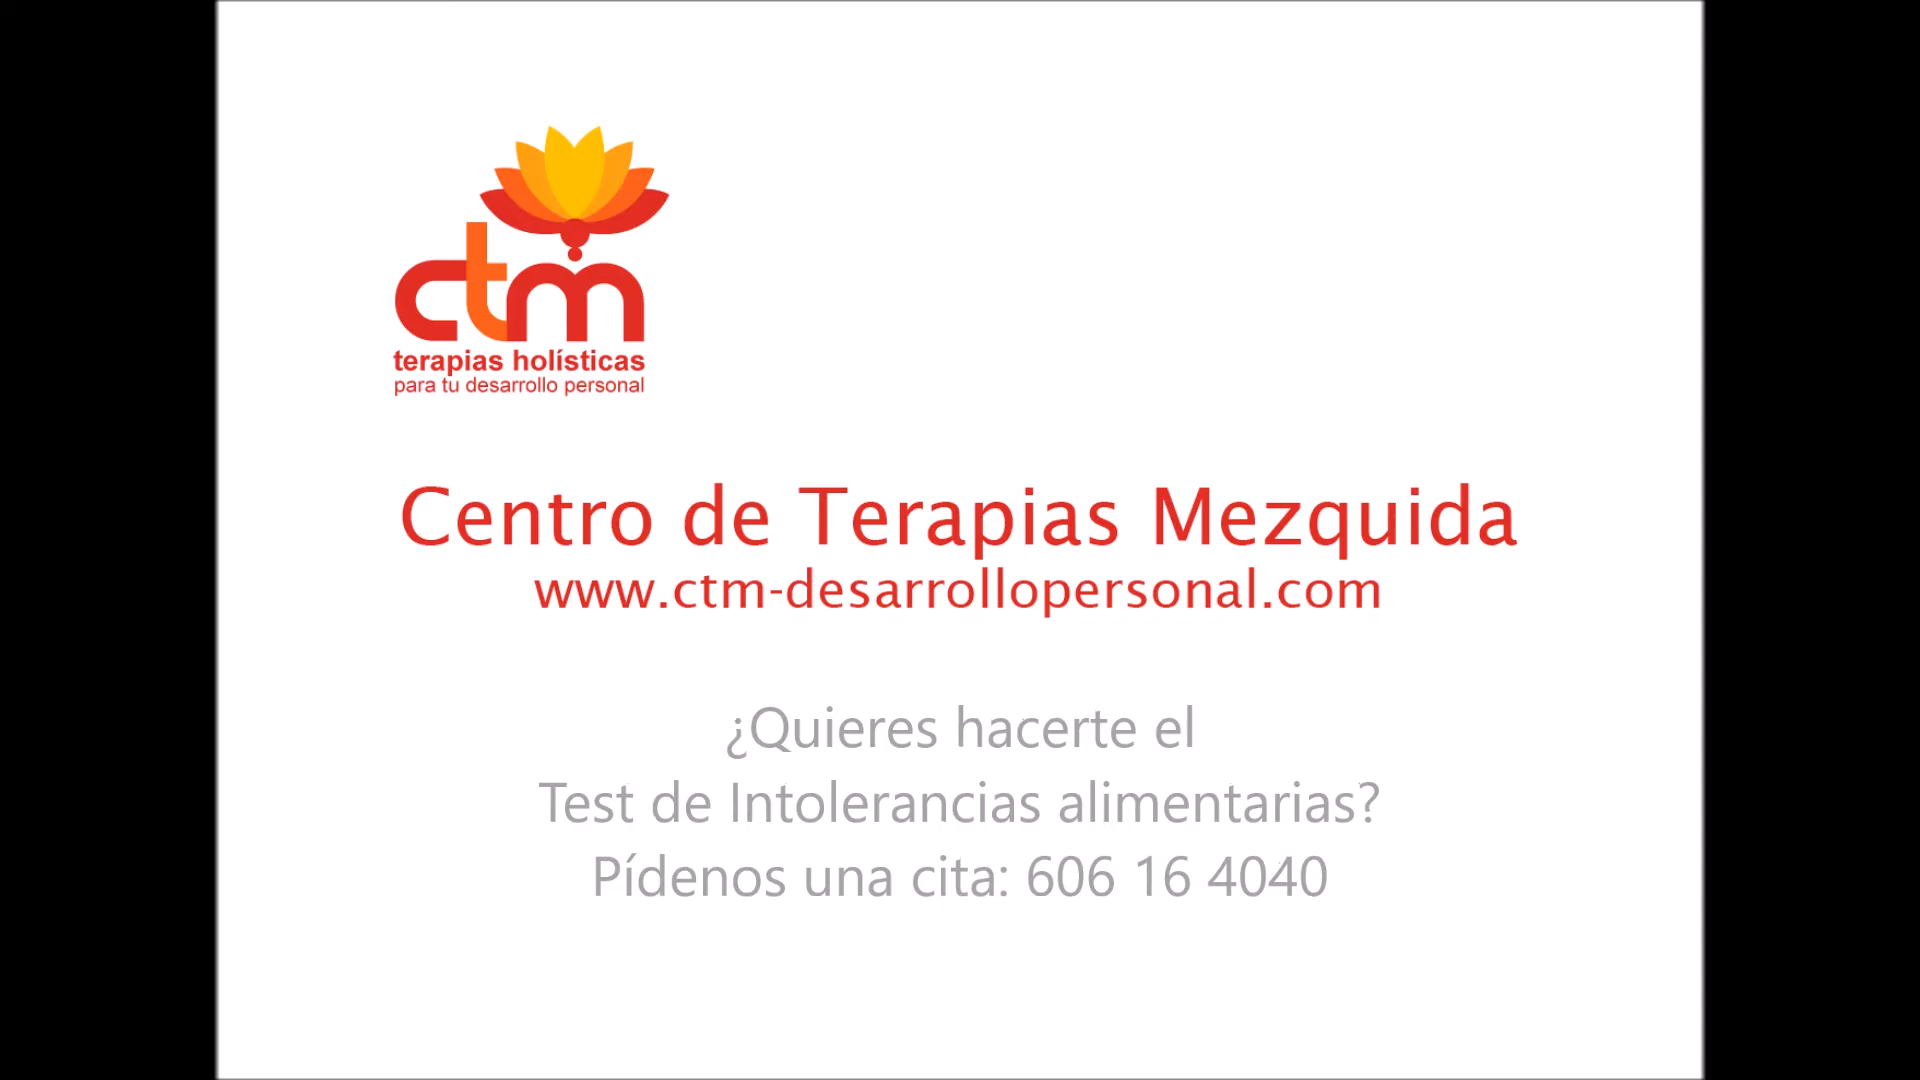 ctm
terapias holísticas
para tu desarrollo personal
Centro de Terapias Mezquida
www.ctm-desarrollopersonal.com
¿Quieres hacerte el
Test de Intolerancias alimentarias?
Pídenos una cita: 606 16 4040